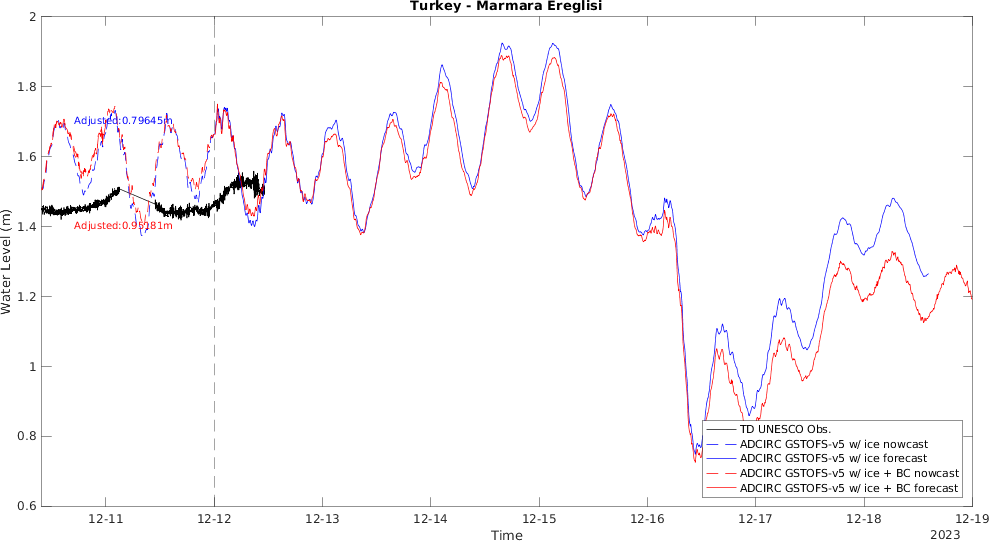 Turkey - Marmara Ereglisi
Water Level (m)
2
1.8
1.6
1.4
1.2
1
0.8
0.6
Adjusted:0.79645m
Adjusted:0.95181m
TD UNESCO Obs.
ADCIRC GSTOFS-v5 w/ ice nowcast
ADCIRC GSTOFS-v5 w/ ice forecast
ADCIRC GSTOFS-v5 w/ ice + BC nowcast
ADCIRC GSTOFS-v5 w/ ice + BC forecast
12-11 12-12 12-13 12-14 12-15 12-16 12-17 12-18 12-19
Time
2023